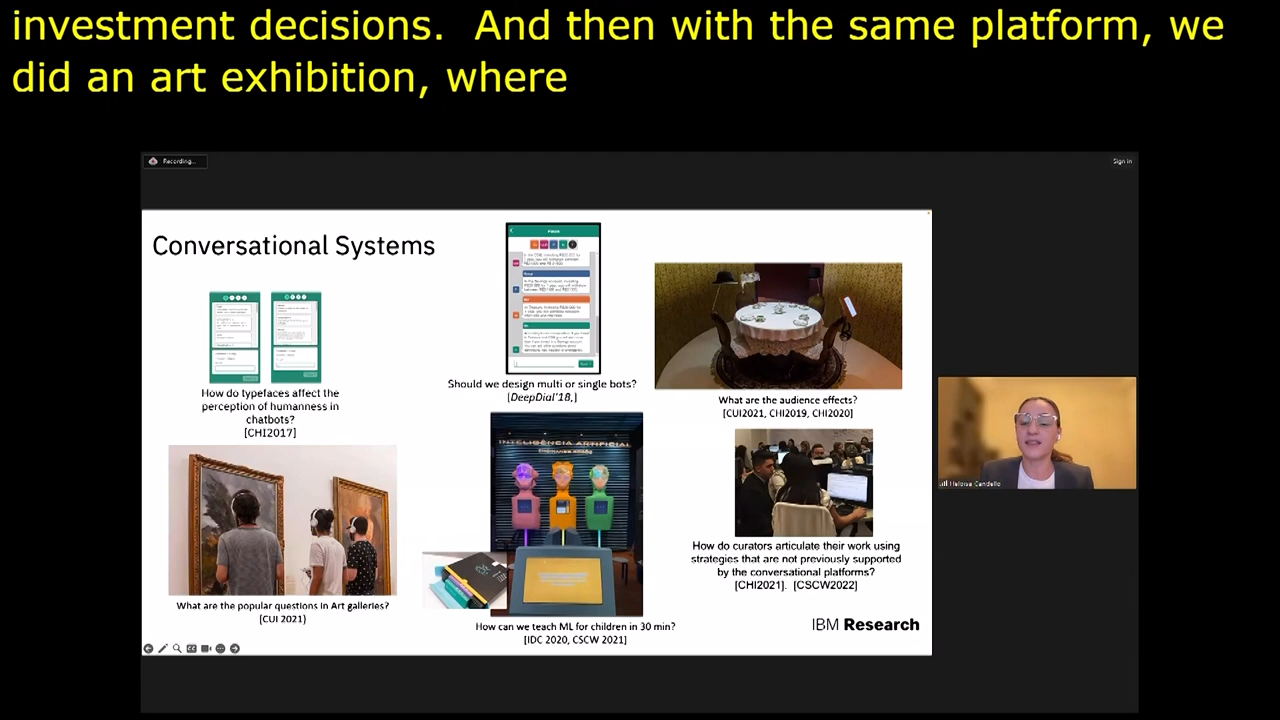 investment decisions.  And then with the same platform, we
did an art exhibition, where
Recording...
Sign in
Conversational Systems
How do typefaces affect the
perception of humanness in
chatbots?
[CHI2017]
Should we design multi or single bots?
[DeepDial'18,]
What are the audience effects?
[CUI2021, CHI2019, CHI2020]
What are the popular questions in Art galleries?
[CUI 2021)
INTELIGÊNCIA ARTIFICIAL
How can we teach ML for children in 30 min?
[IDC 2020, CSCW 2021]
How do curators articulate their work using
strategies that are not previously supported
by the conversational platforms?
[CHI2021].  [CSCW2022]
IBM Research
Heloisa Candello